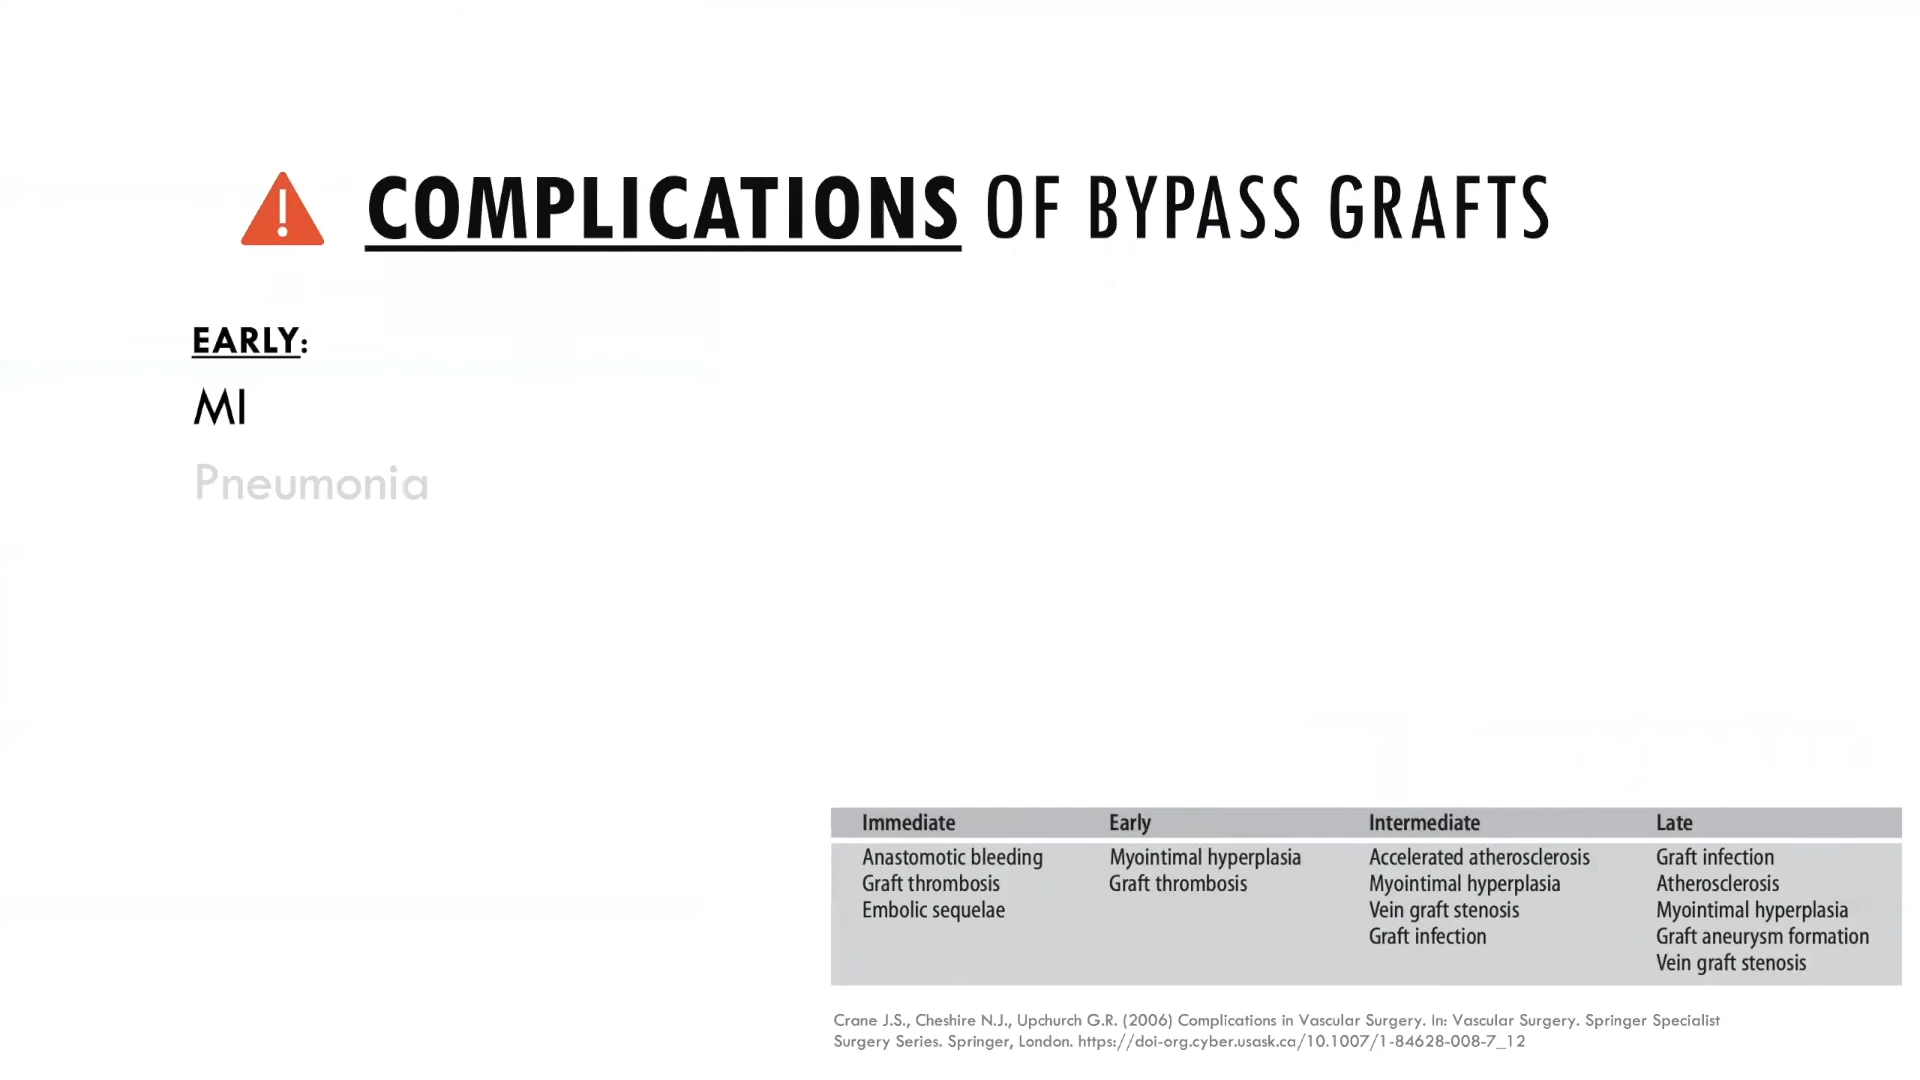 COMPLICATIONS OF BYPASS GRAFTS
EARLY:
MI
Pneumonia
Immediate Early Intermediate Late
Anastomotic bleeding Myointimal hyperplasia Accelerated atherosclerosis Graft infection
Graft thrombosis Graft thrombosis Myointimal hyperplasia Atherosclerosis
Embolic sequelae Vein graft stenosis Myointimal hyperplasia
Graft infection Graft aneurysm formation
Vein graft stenosis
Crane J.S., Cheshire N.J., Upchurch G.R. (2006) Complications in Vascular Surgery. In: Vascular Surgery. Springer Specialist
Surgery Series. Springer, London. https://doi-org.cyber.usask.ca/10.1007/1-84628-008-7_12